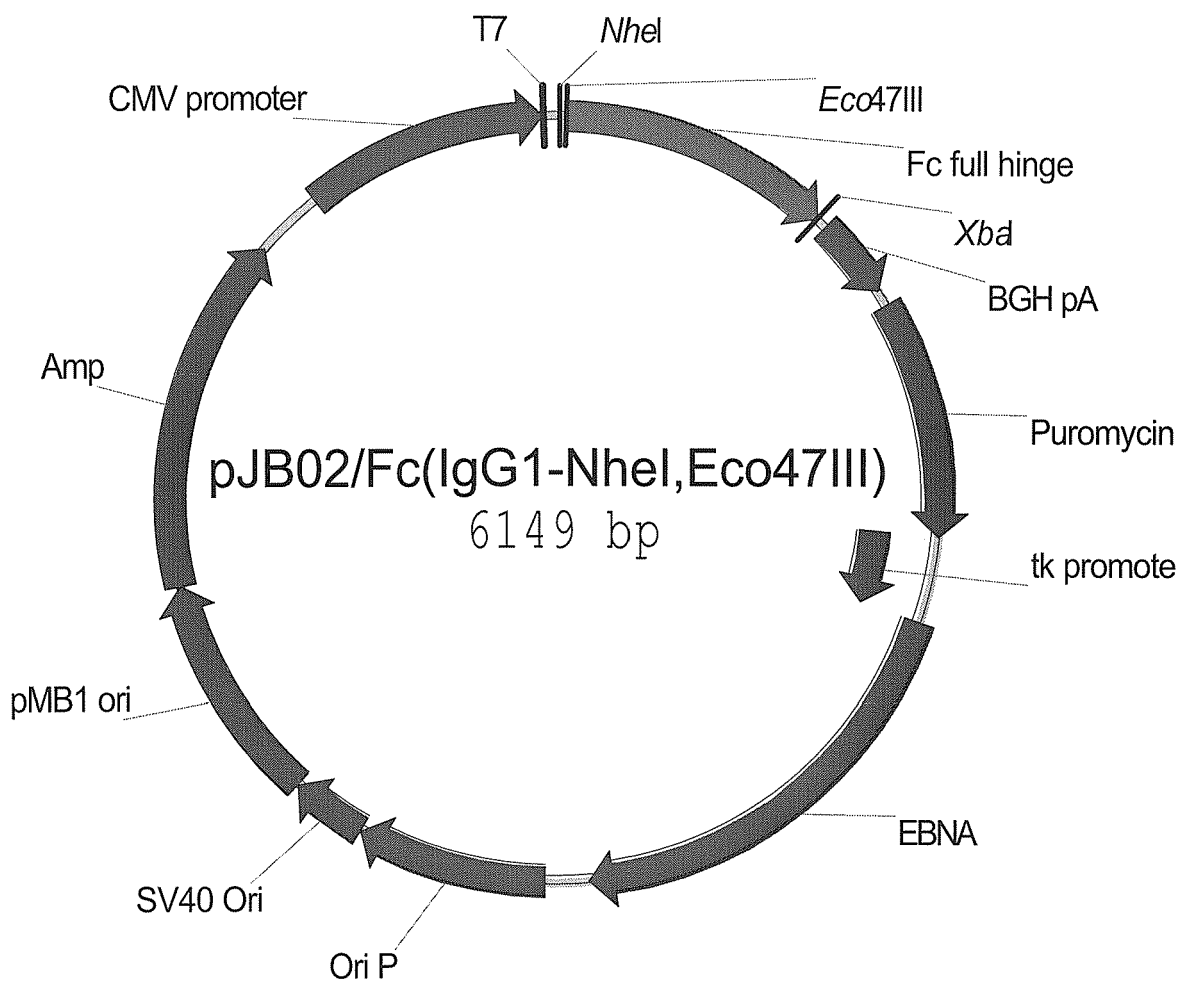 T7
NheI
CMV promoter
Eco47III
Fc full hinge
XbaI
BGH pA
Amp
Puromycin
pJB02/Fc(IgG1-NheI,Eco47III)
6149 bp
tk promote
pMB1 ori
EBNA
SV40 Ori
Ori P